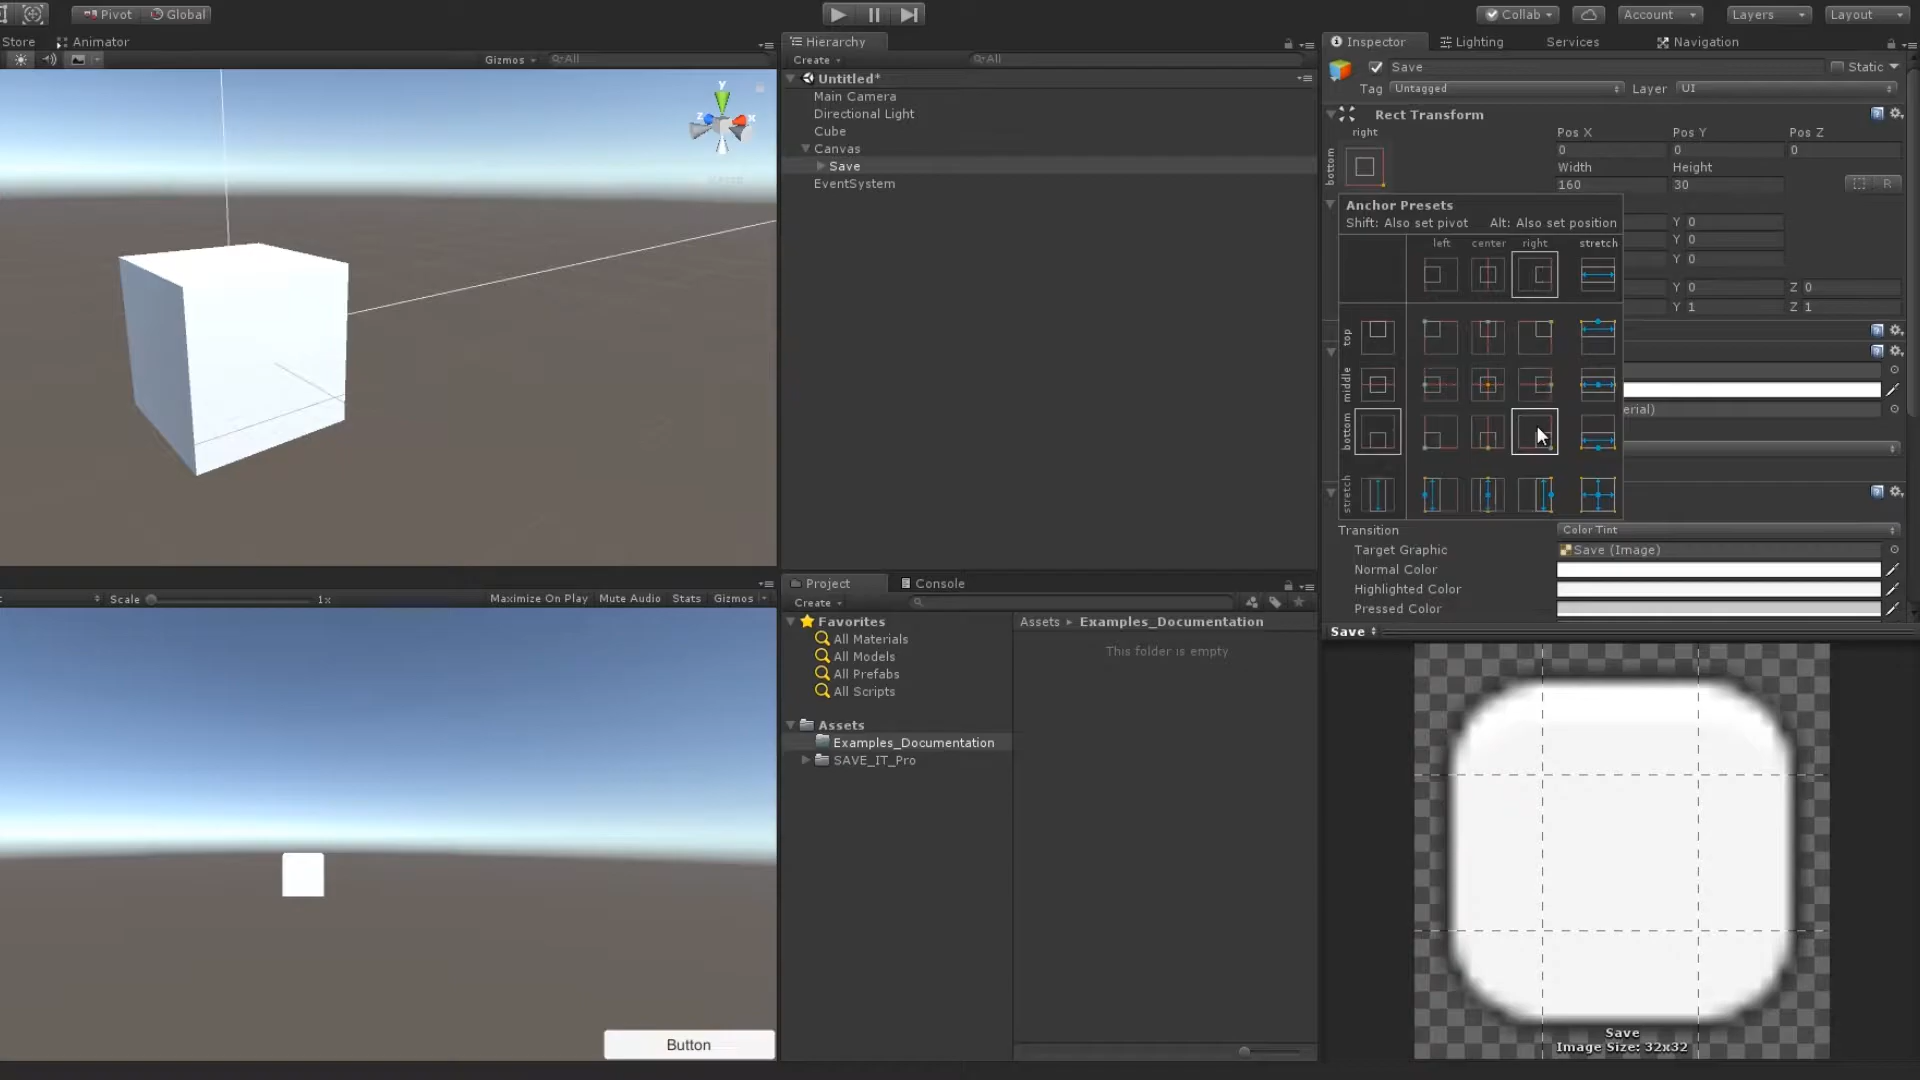 Pivot Global Collab Account Layers Layout
Store Animator
Gizmos All
Y
Z X
Hierarchy
Create All
Untitled*
Main Camera
Directional Light
Cube
Canvas
Save
EventSystem
Inspector Lighting Services Navigation
Save Static
Tag Untagged Layer UI
Rect Transform
right Pos X Pos Y Pos Z
bottom 0 0 0
Width Height
160 30 R
Anchor Presets
Shift: Also set pivot Alt: Also set position
left center right stretch
top
middle
bottom
stretch
Y 0
Y 0
Y 0
Y 0 Z 0
Y 1 Z 1
erial)
Transition Color Tint
Target Graphic Save (Image)
Normal Color
Highlighted Color
Pressed Color
Scale 1x Maximize On Play Mute Audio Stats Gizmos
Button
Project Console
Create
Favorites
All Materials
All Models
All Prefabs
All Scripts
Assets
Examples_Documentation
SAVE_IT_Pro
Assets Examples_Documentation
This folder is empty
Save
Save
Image Size: 32x32